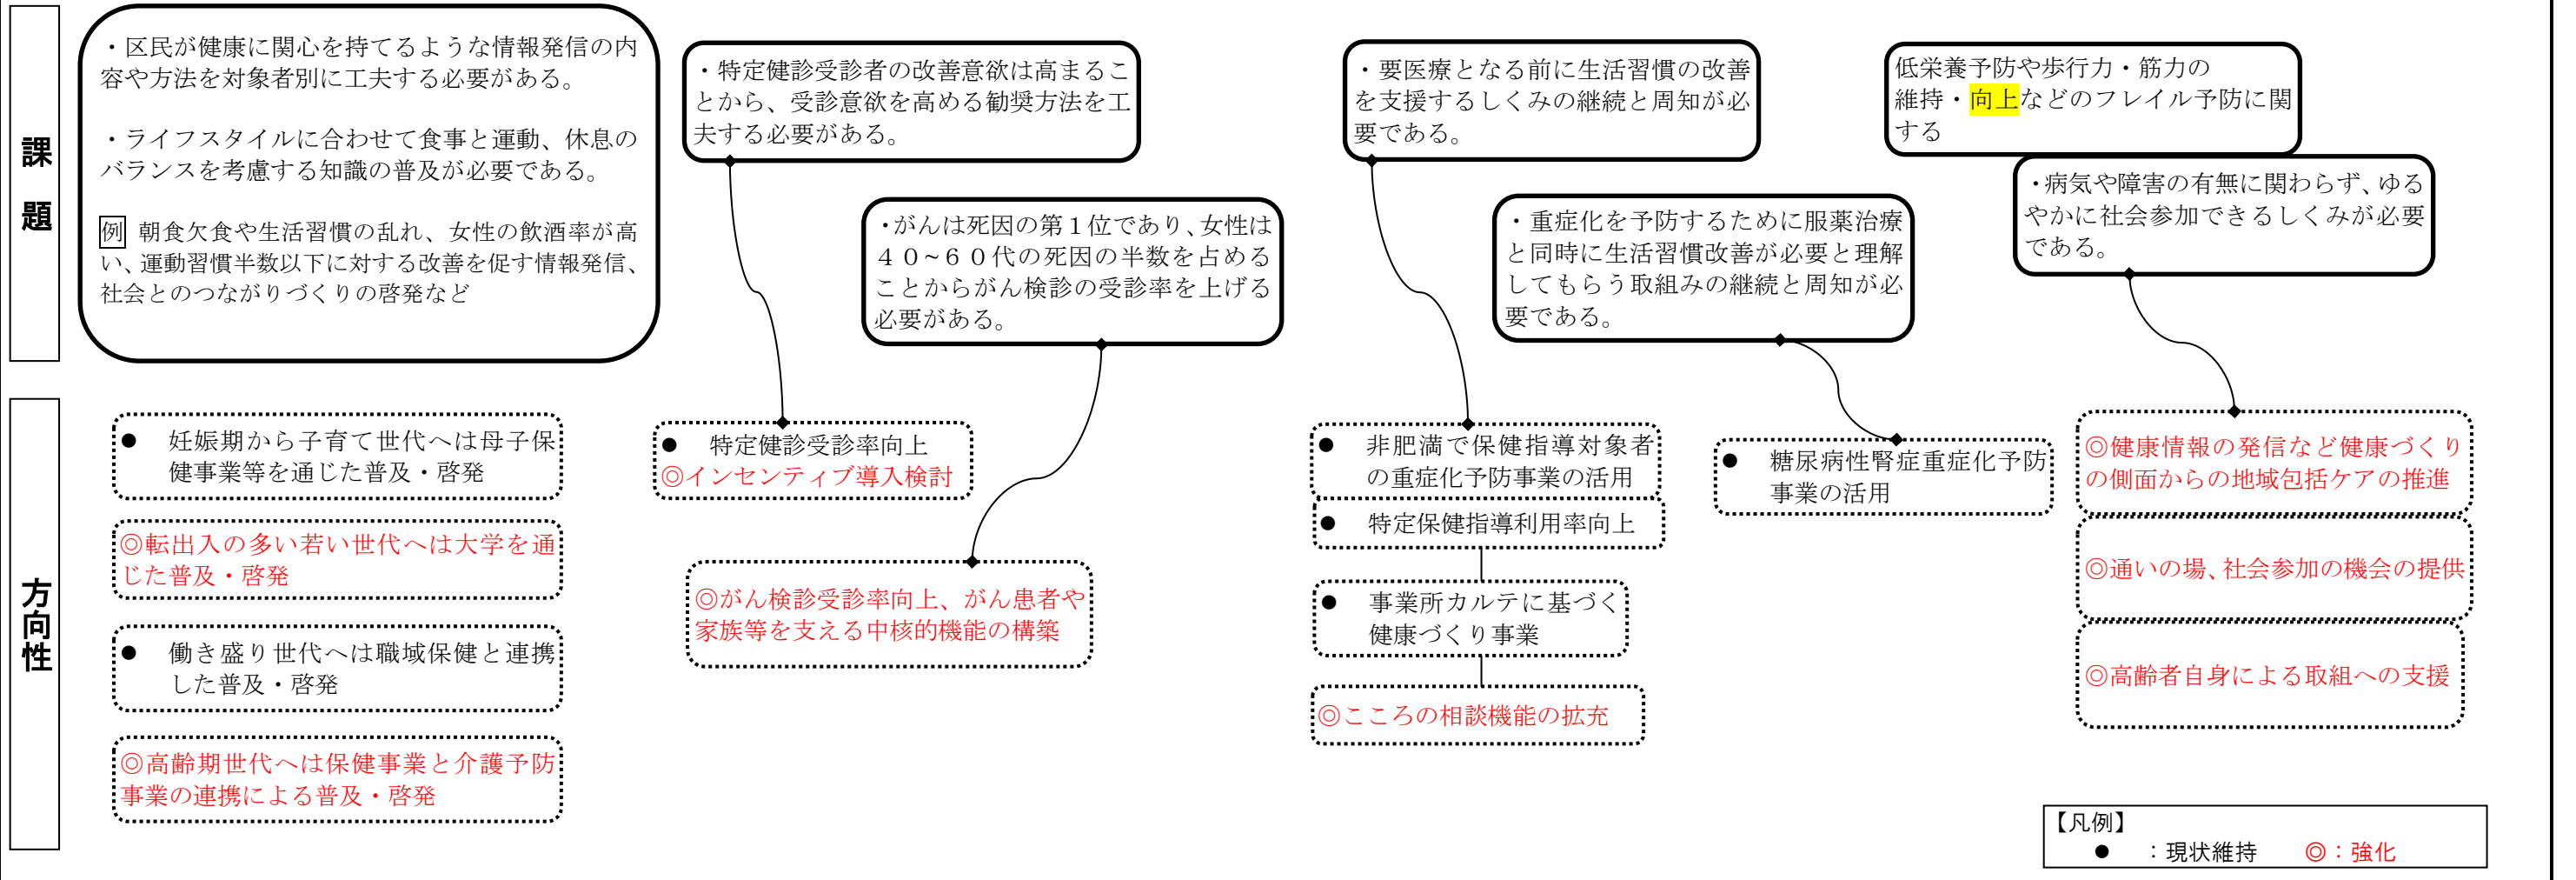 課題
・区民が健康に関心を持てるような情報発信の内
容や方法を対象者別に工夫する必要がある。
・ライフスタイルに合わせて食事と運動、休息の
バランスを考慮する知識の普及が必要である。
例 朝食欠食や生活習慣の乱れ、女性の飲酒率が高
い、運動習慣半数以下に対する改善を促す情報発信、
社会とのつながりづくりの啓発など
・特定健診受診者の改善意欲は高まるこ
とから、受診意欲を高める勧奨方法を工
夫する必要がある。
・がんは死因の第１位であり、女性は
４０~６０代の死因の半数を占める
ことからがん検診の受診率を上げる
必要がある。
・要医療となる前に生活習慣の改善
を支援するしくみの継続と周知が必
要である。
・重症化を予防するために服薬治療
と同時に生活習慣改善が必要と理解
してもらう取組みの継続と周知が必
要である。
低栄養予防や歩行力・筋力の
維持・向上などのフレイル予防に関
する
・病気や障害の有無に関わらず、ゆる
やかに社会参加できるしくみが必要
である。
方向性
● 妊娠期から子育て世代へは母子保
健事業等を通じた普及・啓発
◎転出入の多い若い世代へは大学を通
じた普及・啓発
● 働き盛り世代へは職域保健と連携
した普及・啓発
◎高齢期世代へは保健事業と介護予防
事業の連携による普及・啓発
● 特定健診受診率向上
◎インセンティブ導入検討
◎がん検診受診率向上、がん患者や
家族等を支える中核的機能の構築
● 非肥満で保健指導対象者
の重症化予防事業の活用
● 特定保健指導利用率向上
● 事業所カルテに基づく
健康づくり事業
◎こころの相談機能の拡充
● 糖尿病性腎症重症化予防
事業の活用
◎健康情報の発信など健康づくり
の側面からの地域包括ケアの推進
◎通いの場、社会参加の機会の提供
◎高齢者自身による取組への支援
【凡例】
● ：現状維持 ◎：強化